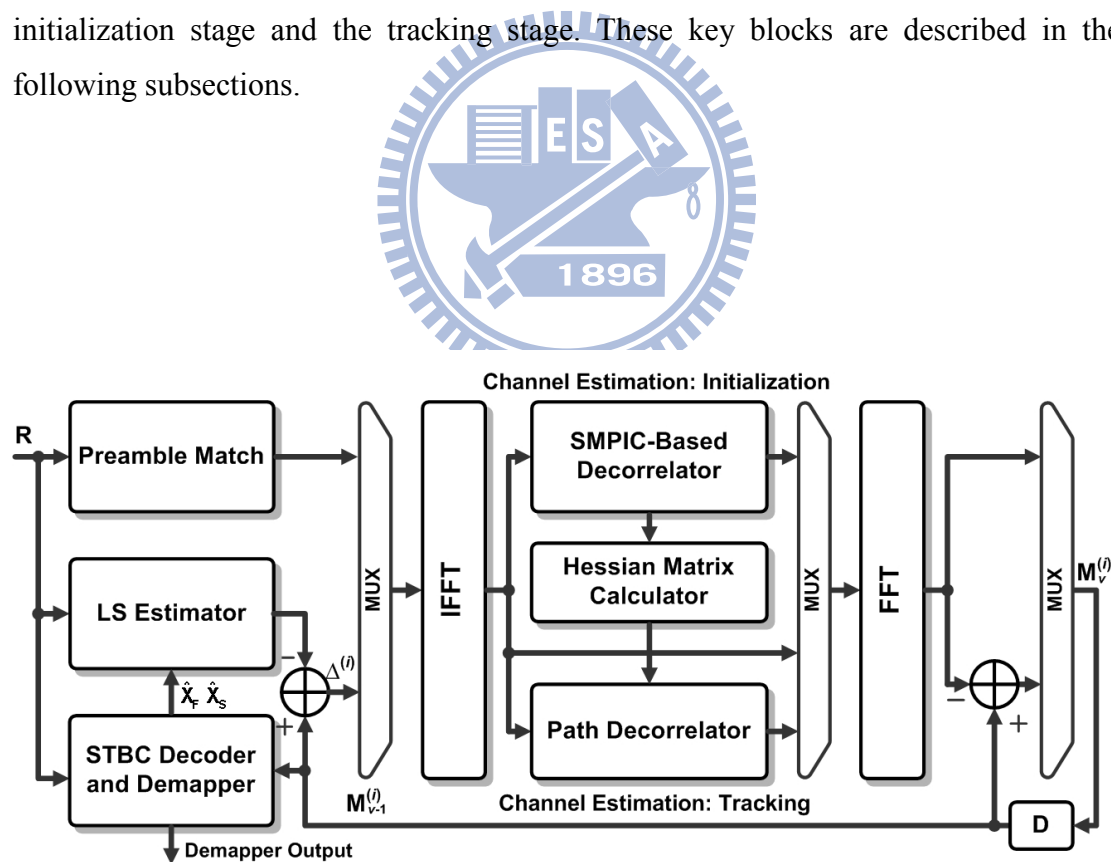 initialization stage and the tracking stage. These key blocks are described in the
following subsections.
E S A
1896
Channel Estimation: Initialization
R
Preamble Match
SMPIC-Based
Decorrelator
MUX
IFFT
Hessian Matrix
Calculator
MUX
FFT
MUX
M_v^(i)
LS Estimator
−
Δ^(i)
+
X̂_F X̂_S
STBC Decoder
and Demapper
Path Decorrelator
−
+
M_{v-1}^(i)
Channel Estimation: Tracking
D
Demapper Output